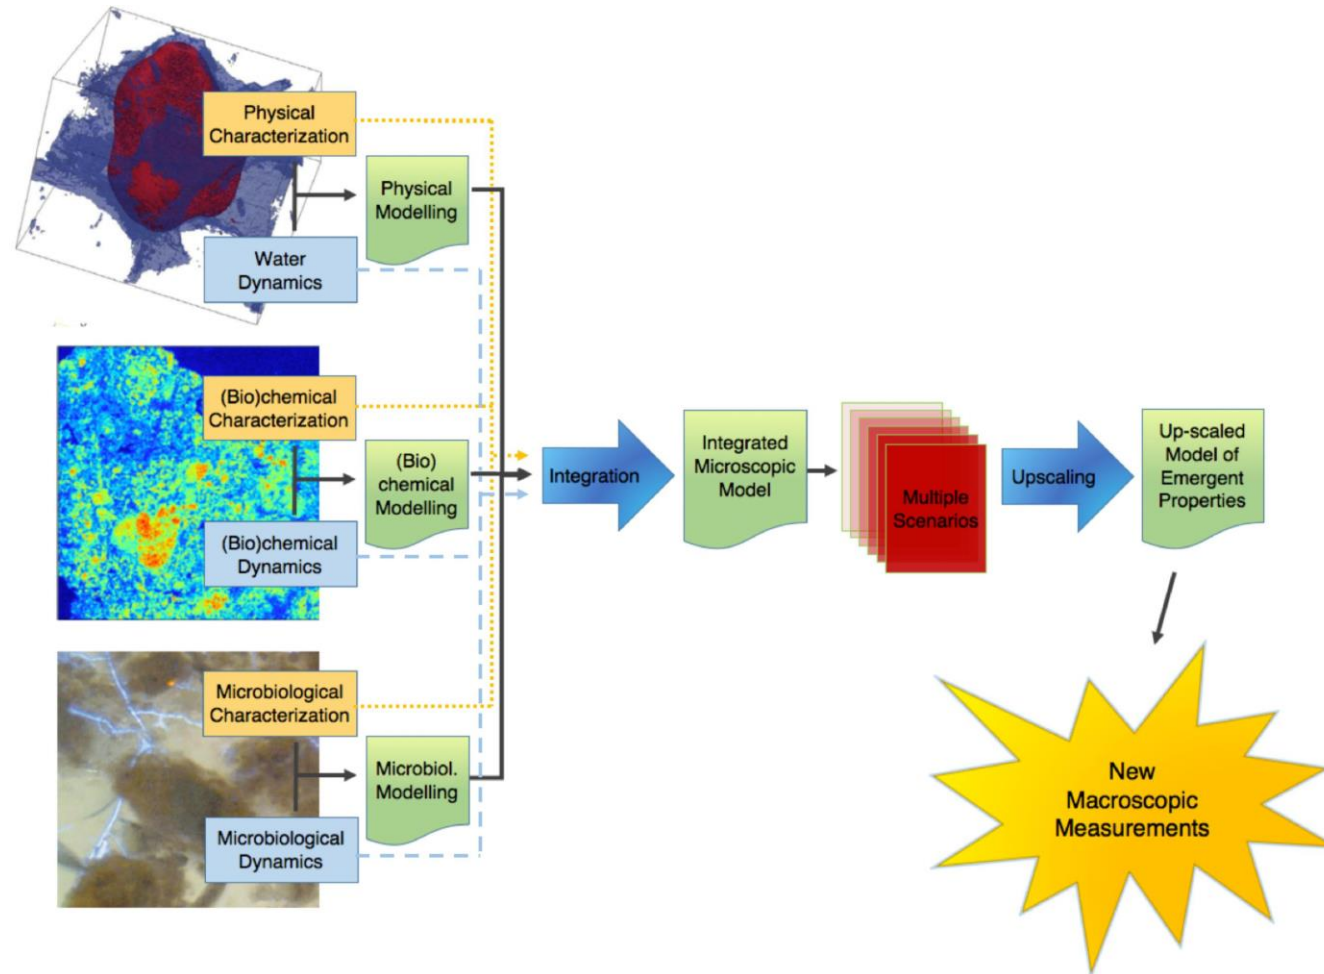 Physical
Characterization
Physical
Modelling
Water
Dynamics
(Bio)chemical
Characterization
(Bio)
chemical
Modelling
(Bio)chemical
Dynamics
Microbiological
Characterization
Microbiol.
Modelling
Microbiological
Dynamics
Integration
Integrated
Microscopic
Model
Multiple
Scenarios
Upscaling
Up-scaled
Model of
Emergent
Properties
New
Macroscopic
Measurements